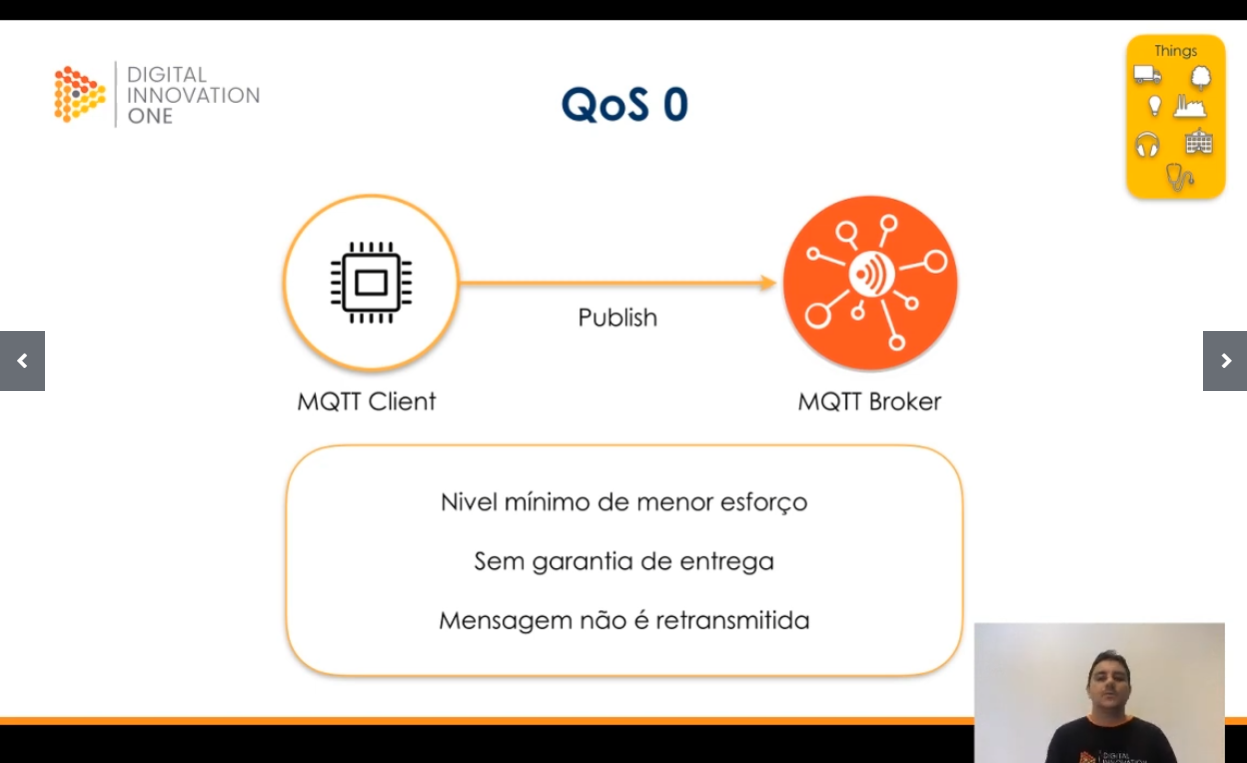 DIGITAL
INNOVATION
ONE
QoS 0
Things
Publish
MQTT Client
MQTT Broker
Nivel mínimo de menor esforço
Sem garantia de entrega
Mensagem não é retransmitida
DIGITAL